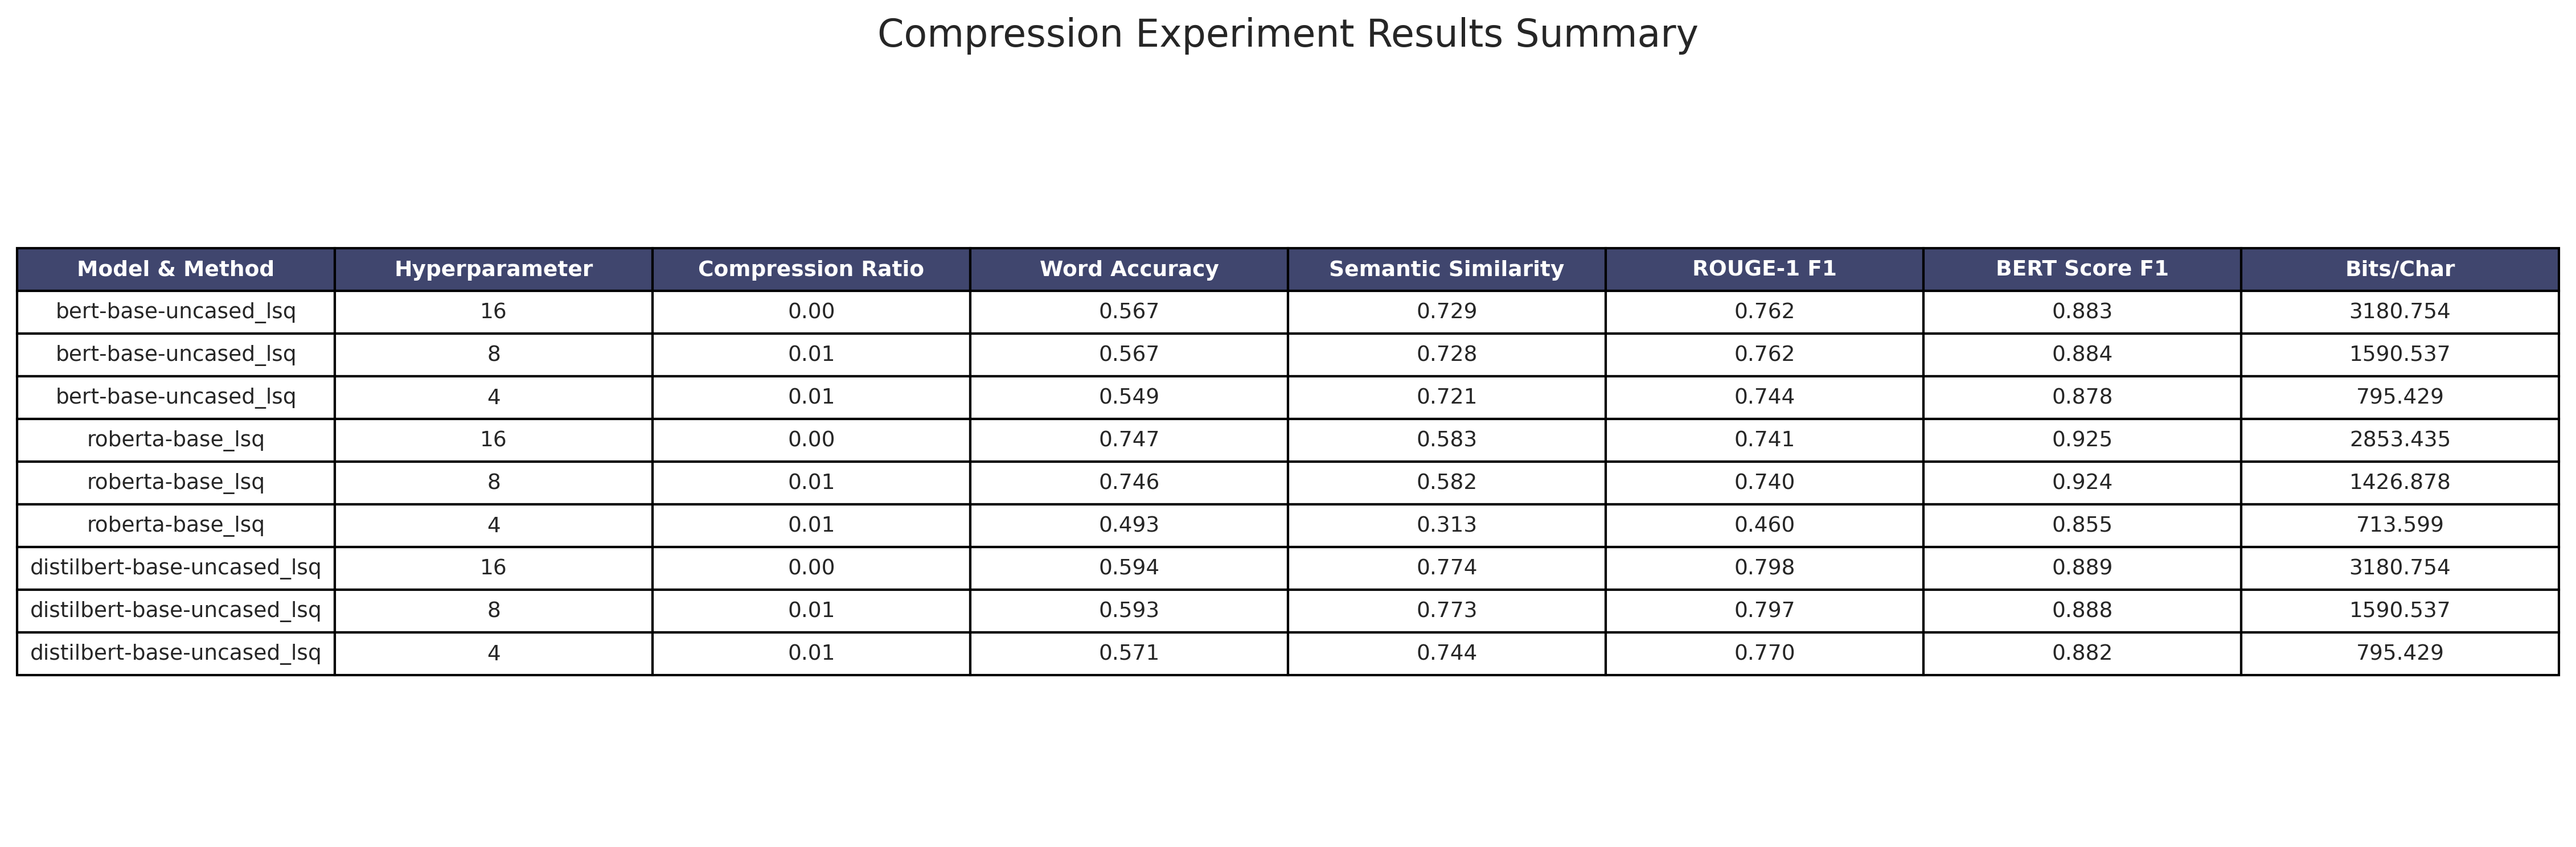 Compression Experiment Results Summary
Model & Method Hyperparameter Compression Ratio Word Accuracy Semantic Similarity ROUGE-1 F1 BERT Score F1 Bits/Char
bert-base-uncased_lsq 16 0.00 0.567 0.729 0.762 0.883 3180.754
bert-base-uncased_lsq 8 0.01 0.567 0.728 0.762 0.884 1590.537
bert-base-uncased_lsq 4 0.01 0.549 0.721 0.744 0.878 795.429
roberta-base_lsq 16 0.00 0.747 0.583 0.741 0.925 2853.435
roberta-base_lsq 8 0.01 0.746 0.582 0.740 0.924 1426.878
roberta-base_lsq 4 0.01 0.493 0.313 0.460 0.855 713.599
distilbert-base-uncased_lsq 16 0.00 0.594 0.774 0.798 0.889 3180.754
distilbert-base-uncased_lsq 8 0.01 0.593 0.773 0.797 0.888 1590.537
distilbert-base-uncased_lsq 4 0.01 0.571 0.744 0.770 0.882 795.429